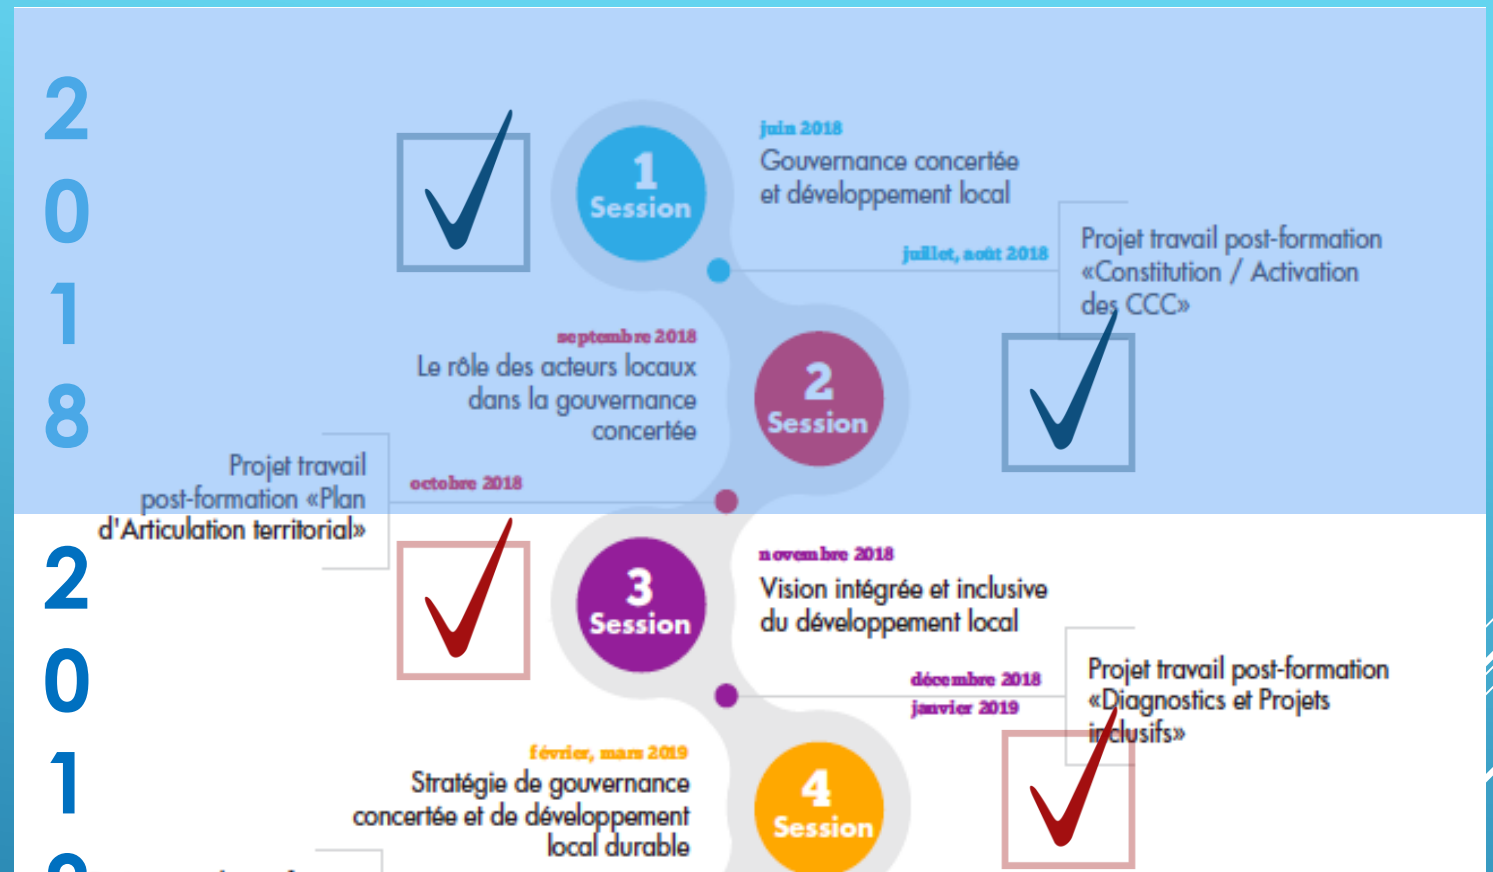 2
0
1
8
1
Session
juin 2018
Gouvernance concertée
et développement local
juillet, août 2018
Projet travail post-formation
«Constitution / Activation
des CCC»
septembre 2018
Le rôle des acteurs locaux
dans la gouvernance
concertée
2
Session
Projet travail
post-formation «Plan
d'Articulation territorial»
octobre 2018
2
0
1
3
Session
novembre 2018
Vision intégrée et inclusive
du développement local
décembre 2018
janvier 2019
Projet travail post-formation
«Diagnostics et Projets
inclusifs»
février, mars 2019
Stratégie de gouvernance
concertée et de développement
local durable
4
Session